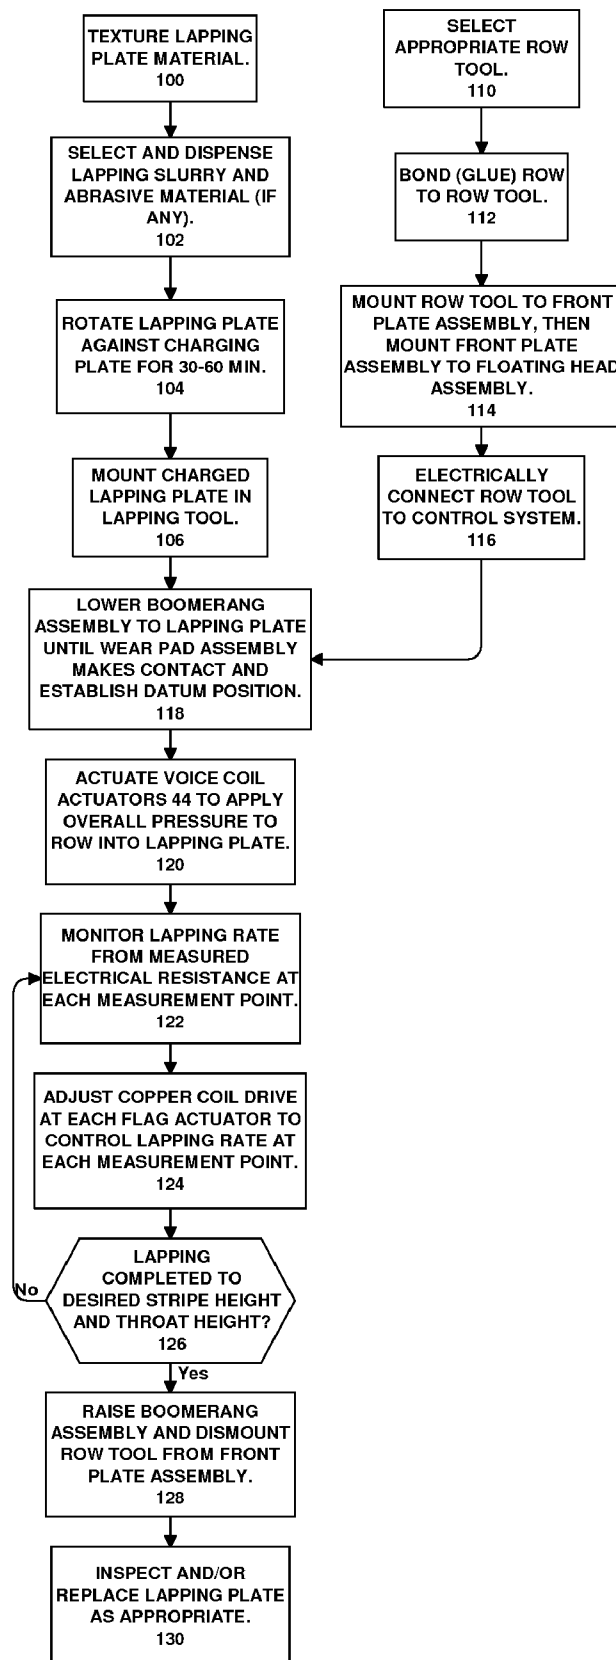 TEXTURE LAPPING
PLATE MATERIAL.
100
SELECT AND DISPENSE
LAPPING SLURRY AND
ABRASIVE MATERIAL (IF
ANY).
102
ROTATE LAPPING PLATE
AGAINST CHARGING
PLATE FOR 30-60 MIN.
104
MOUNT CHARGED
LAPPING PLATE IN
LAPPING TOOL.
106
SELECT
APPROPRIATE ROW
TOOL.
110
BOND (GLUE) ROW
TO ROW TOOL.
112
MOUNT ROW TOOL TO FRONT
PLATE ASSEMBLY, THEN
MOUNT FRONT PLATE
ASSEMBLY TO FLOATING HEAD
ASSEMBLY.
114
ELECTRICALLY
CONNECT ROW TOOL
TO CONTROL SYSTEM.
116
LOWER BOOMERANG
ASSEMBLY TO LAPPING PLATE
UNTIL WEAR PAD ASSEMBLY
MAKES CONTACT AND
ESTABLISH DATUM POSITION.
118
ACTUATE VOICE COIL
ACTUATORS 44 TO APPLY
OVERALL PRESSURE TO
ROW INTO LAPPING PLATE.
120
MONITOR LAPPING RATE
FROM MEASURED
ELECTRICAL RESISTANCE AT
EACH MEASUREMENT POINT.
122
ADJUST COPPER COIL DRIVE
AT EACH FLAG ACTUATOR TO
CONTROL LAPPING RATE AT
EACH MEASUREMENT POINT.
124
LAPPING
COMPLETED TO
DESIRED STRIPE HEIGHT
AND THROAT HEIGHT?
126
No
Yes
RAISE BOOMERANG
ASSEMBLY AND DISMOUNT
ROW TOOL FROM FRONT
PLATE ASSEMBLY.
128
INSPECT AND/OR
REPLACE LAPPING PLATE
AS APPROPRIATE.
130